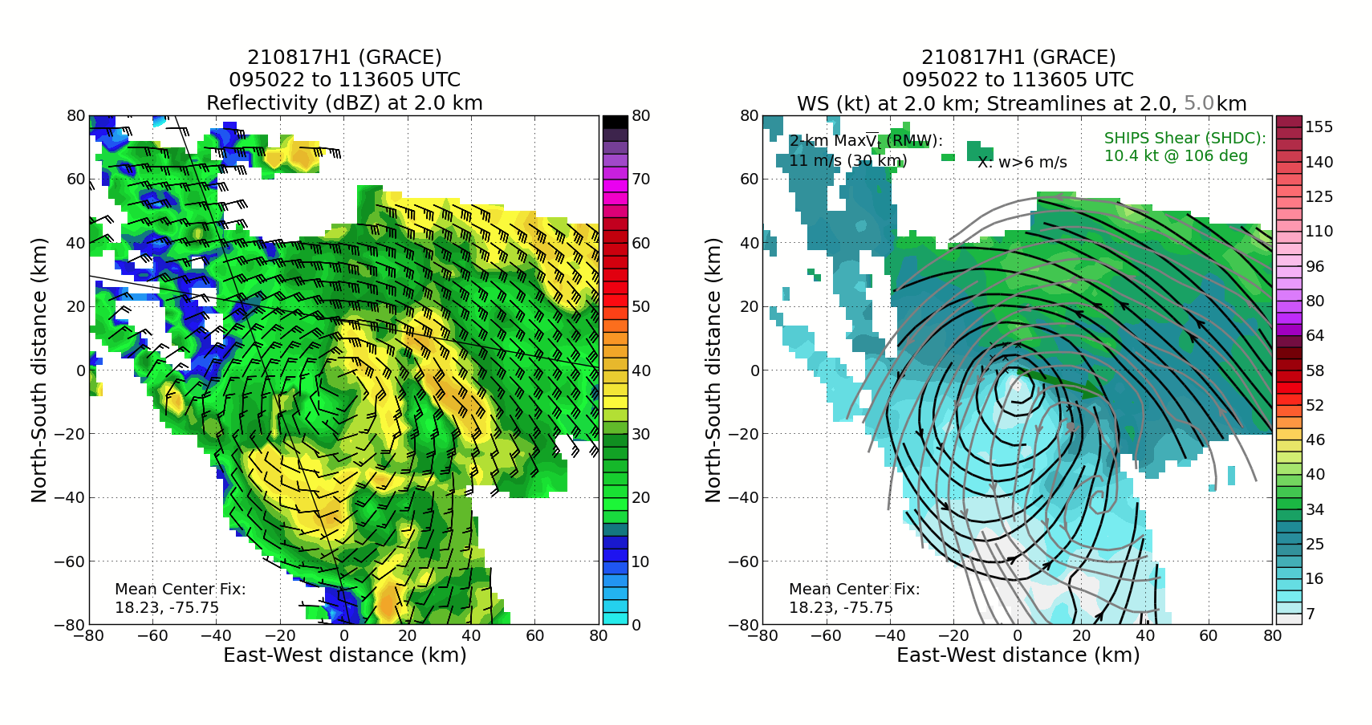 210817H1 (GRACE)
095022 to 113605 UTC
Reflectivity (dBZ) at 2.0 km
80
60
40
20
0
−20
−40
−60
−80
North-South distance (km)
Mean Center Fix:
18.23, -75.75
−80 −60 −40 −20 0 20 40 60 80
East-West distance (km)
80
70
60
50
40
30
20
10
0
210817H1 (GRACE)
095022 to 113605 UTC
WS (kt) at 2.0 km; Streamlines at 2.0, 5.0km
80
60
40
20
0
−20
−40
−60
−80
North-South distance (km)
2-km MaxV̅ₜ (RMW):
11 m/s (30 km)
X: w>6 m/s
SHIPS Shear (SHDC):
10.4 kt @ 106 deg
Mean Center Fix:
18.23, -75.75
−80 −60 −40 −20 0 20 40 60 80
East-West distance (km)
155
140
125
110
96
80
64
58
52
46
40
34
25
16
7